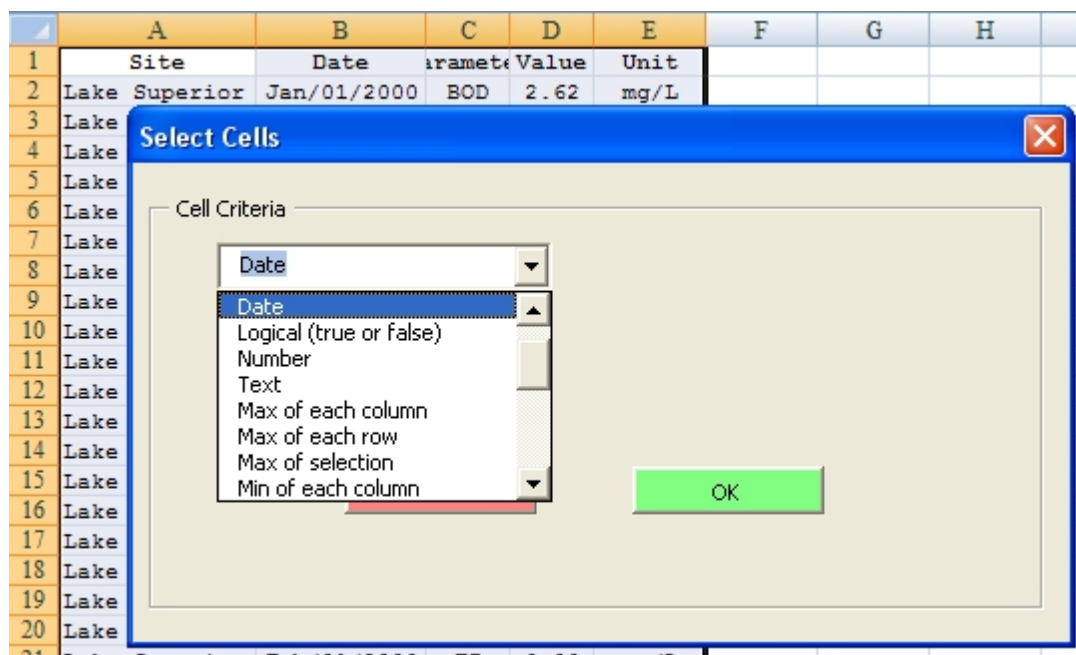 A B C D E F G H
1 Site Date aramete Value Unit
2 Lake Superior Jan/01/2000 BOD 2.62 mg/L
3 Lake
Select Cells
4 Lake
5 Lake
6 Lake
Cell Criteria
7 Lake
8 Lake
Date
9 Lake
Date
10 Lake
Logical (true or false)
11 Lake
Number
12 Lake
Text
13 Lake
Max of each column
14 Lake
Max of each row
Max of selection
15 Lake
Min of each column
OK
16 Lake
17 Lake
18 Lake
19 Lake
20 Lake
21